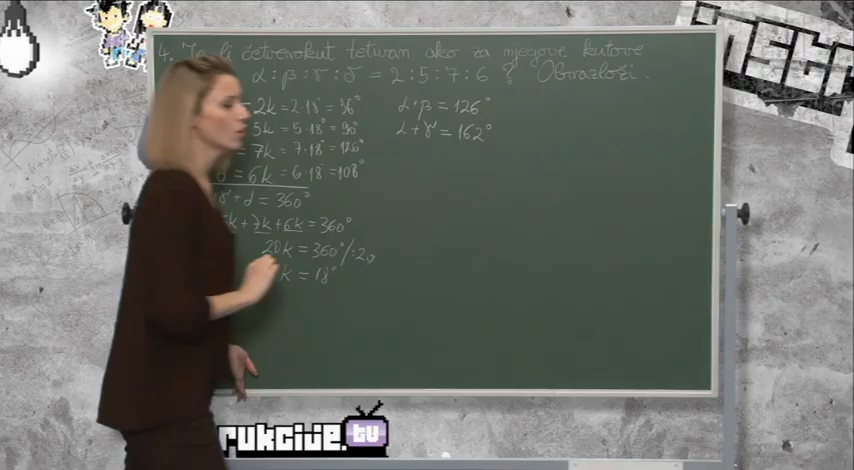 4. Je li četverokut tetivan ako za njegove kutove
α : β : γ : δ = 2 : 5 : 7 : 6 ? Obrazloži.
2k = 2·18° = 36°
5k = 5·18° = 90°
= 7k = 7·18° = 126°
= 6k = 6·18° = 108°
+ δ = 360°
k + 7k + 6k = 360°
20k = 360° /:20
k = 18°
α + β = 126°
α + γ = 162°
rukcije.tv